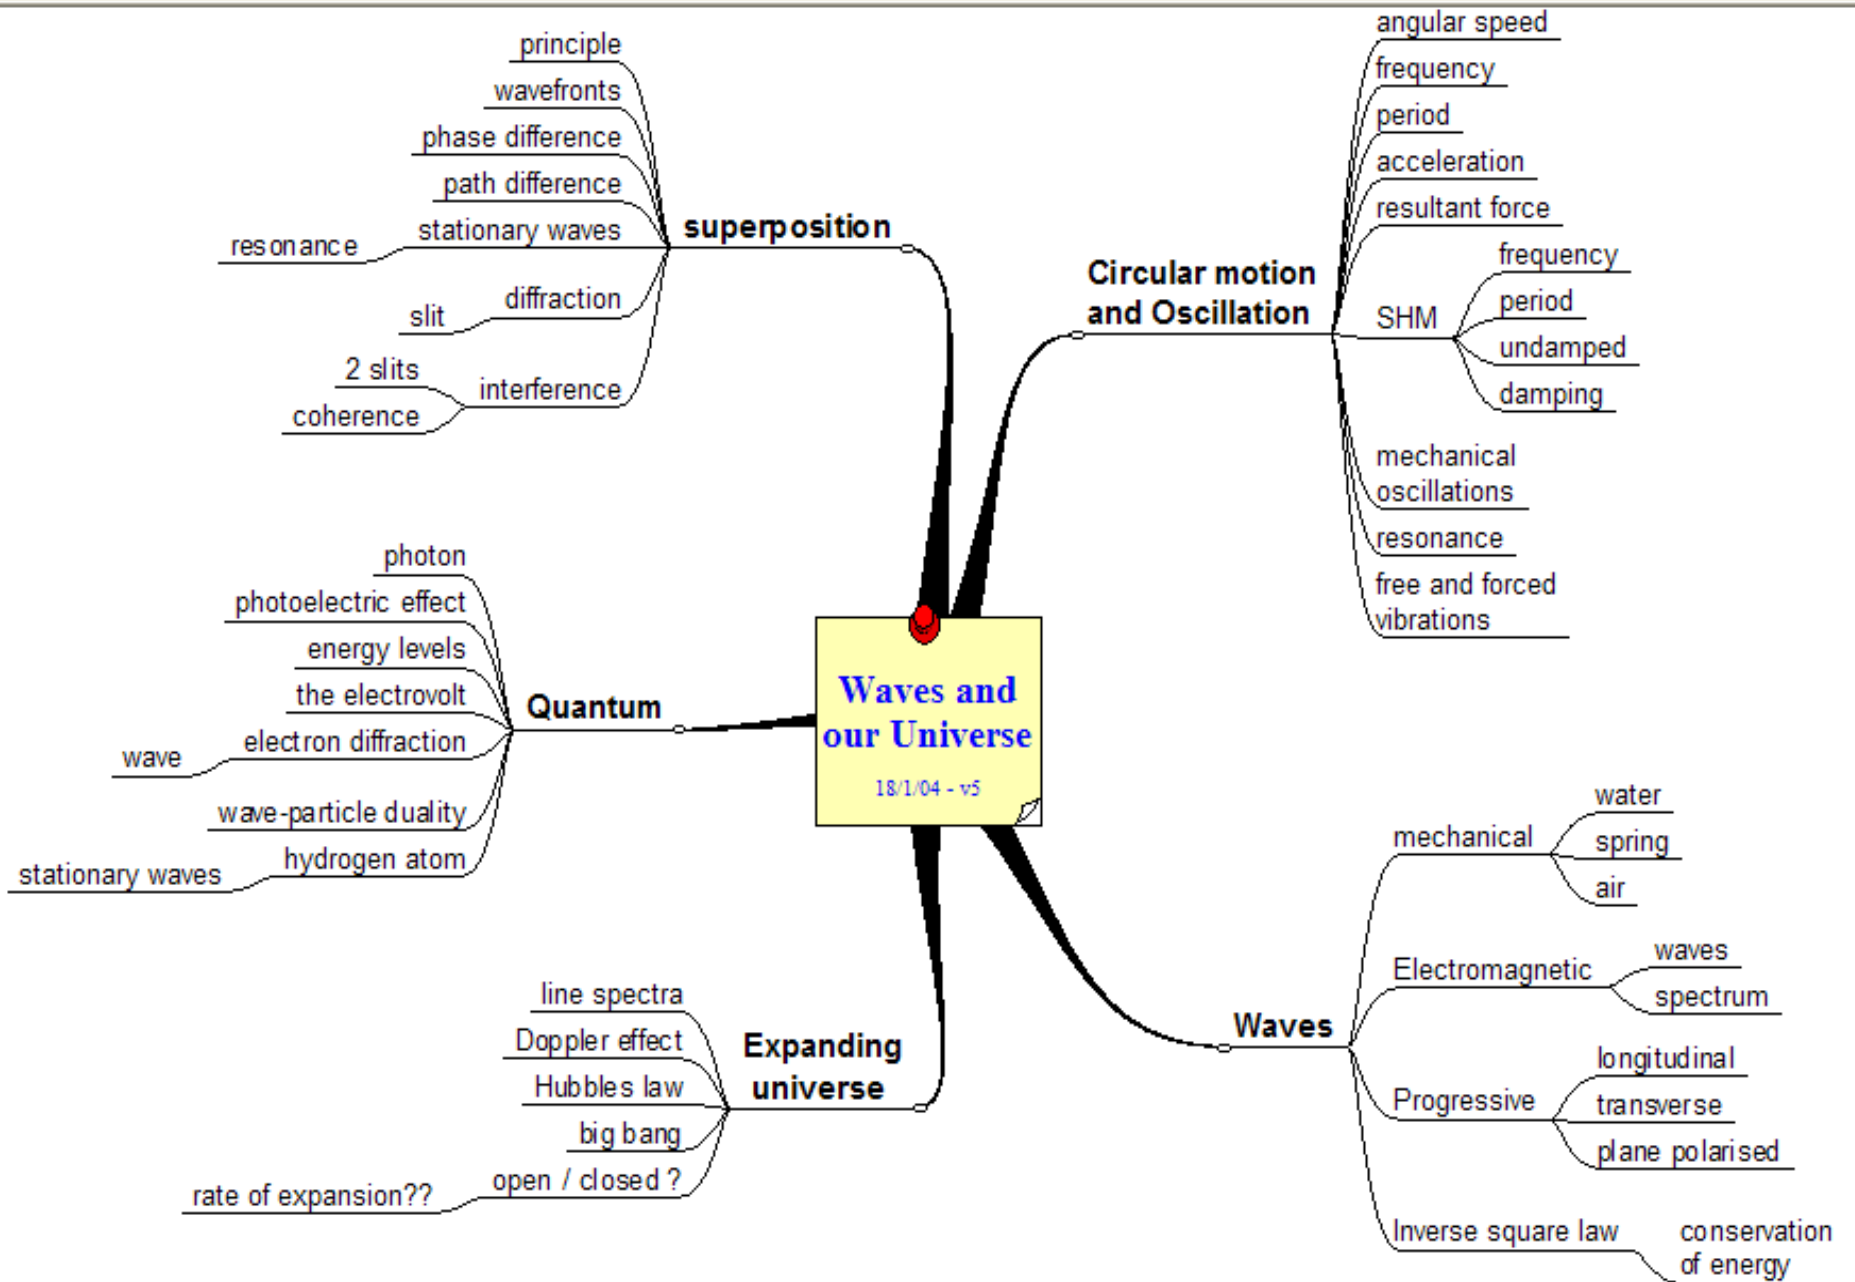 principle
wavefronts
phase difference
path difference
stationary waves
resonance
diffraction
slit
interference
2 slits
coherence
superposition
angular speed
frequency
period
acceleration
resultant force
SHM
frequency
period
undamped
damping
mechanical
oscillations
resonance
free and forced
vibrations
Circular motion
and Oscillation
photon
photoelectric effect
energy levels
the electrovolt
electron diffraction
wave
wave-particle duality
hydrogen atom
stationary waves
Quantum
Waves and
our Universe
18/1/04 - v5
line spectra
Doppler effect
Hubbles law
big bang
open / closed ?
rate of expansion??
Expanding
universe
Waves
mechanical
water
spring
air
Electromagnetic
waves
spectrum
Progressive
longitudinal
transverse
plane polarised
Inverse square law
conservation
of energy